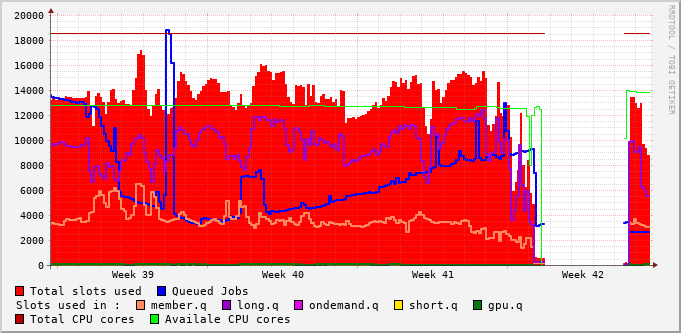 20000
18000
16000
14000
12000
10000
8000
6000
4000
2000
0
Week 39 Week 40 Week 41 Week 42
RRDTOOL / TOBI OETIKER
Total slots used Queued Jobs
Slots used in : member.q long.q ondemand.q short.q gpu.q
Total CPU cores Availale CPU cores